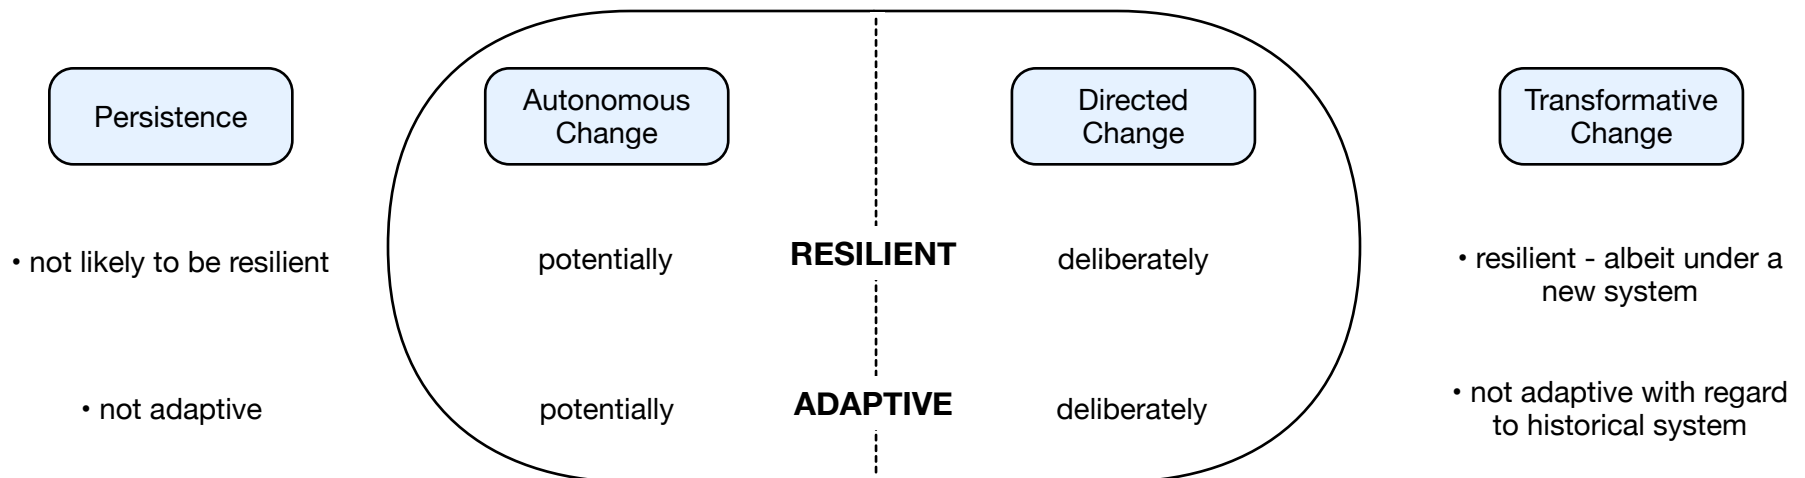 Persistence
Autonomous
Change
Directed
Change
Transformative
Change
• not likely to be resilient
potentially
RESILIENT
deliberately
• resilient - albeit under a
new system
• not adaptive
potentially
ADAPTIVE
deliberately
• not adaptive with regard
to historical system